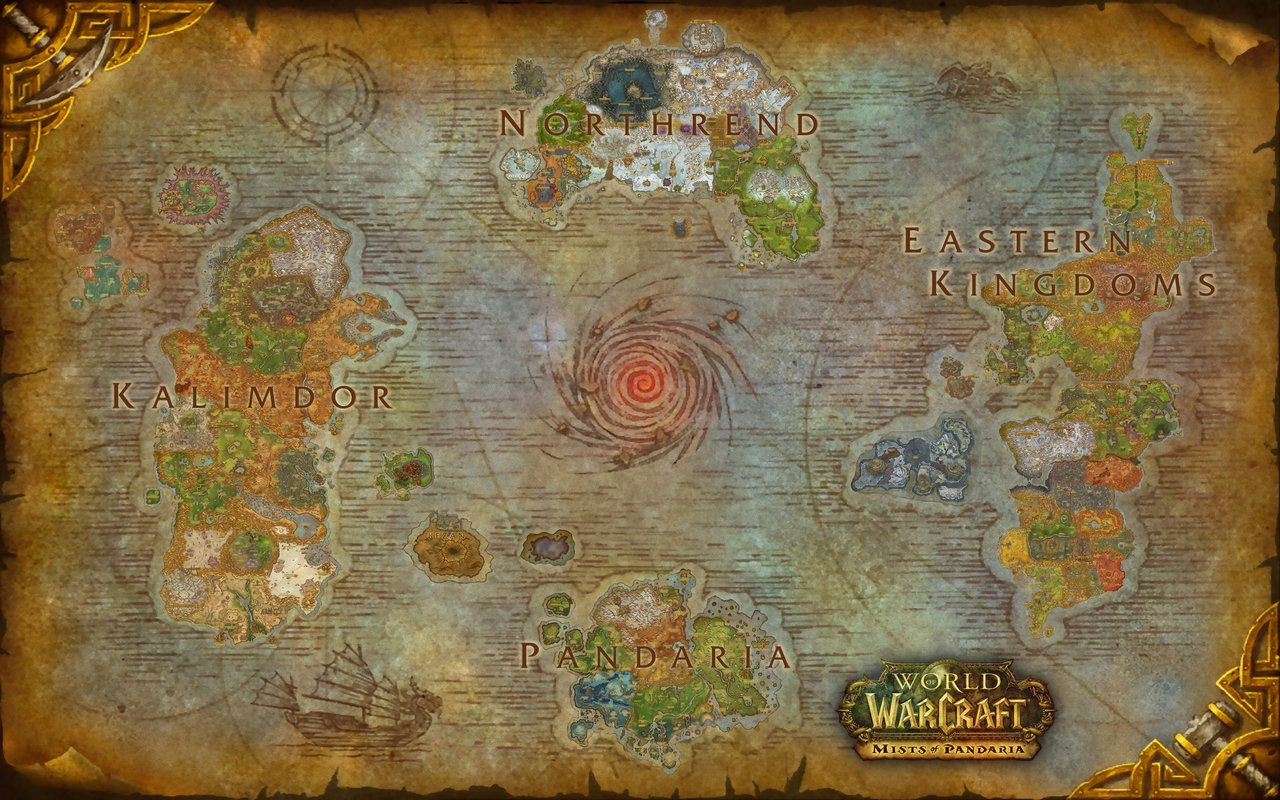 NORTHREND
EASTERN
KINGDOMS
KALIMDOR
PANDARIA
WORLD
OF
WARCRAFT
MISTS of PANDARIA